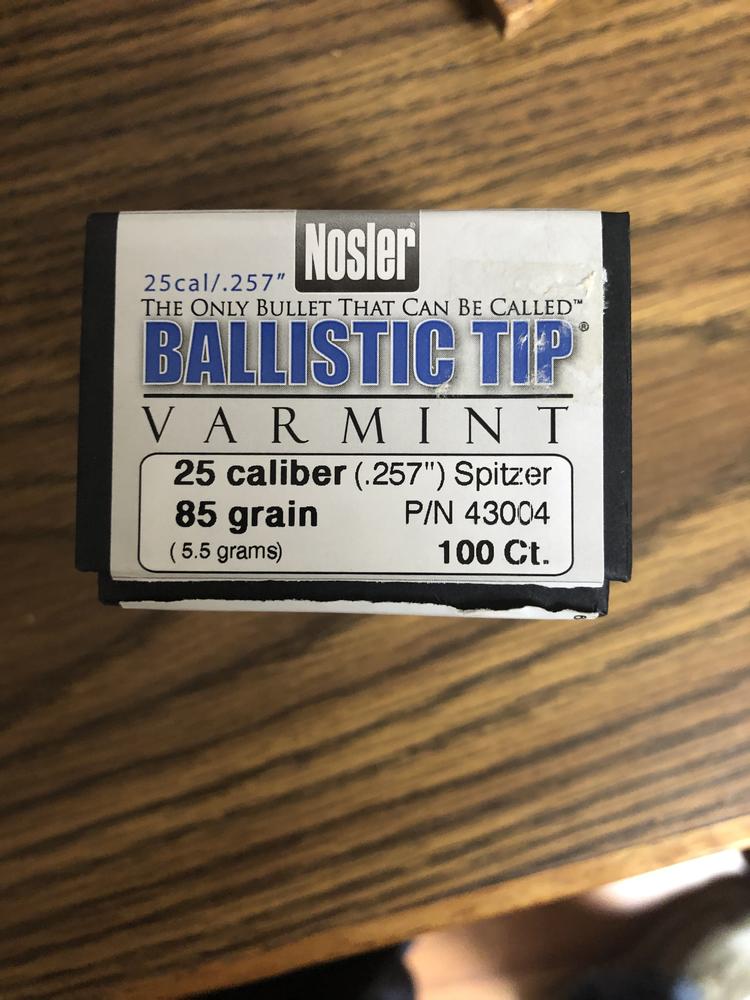 Nosler®
25cal/.257"
The Only Bullet That Can Be Called™
BALLISTIC TIP®
VARMINT
25 caliber (.257") Spitzer
85 grain P/N 43004
(5.5 grams) 100 Ct.